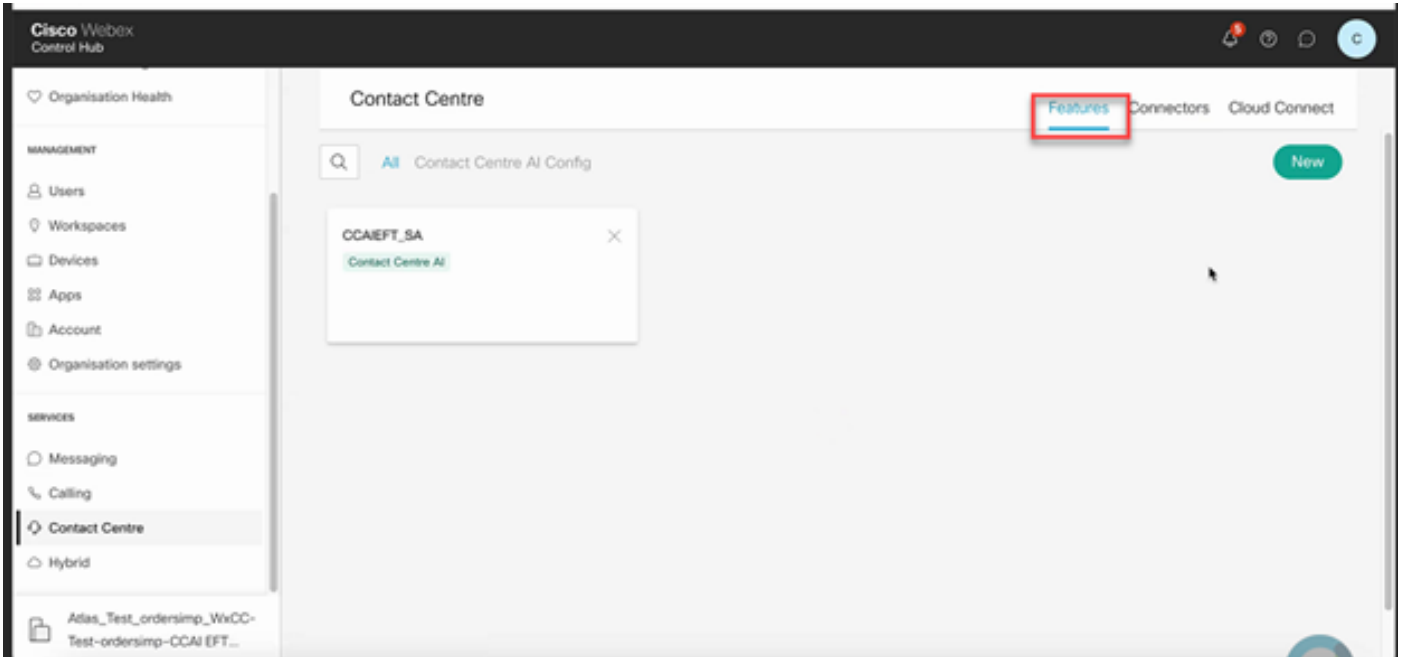 Cisco Webex
Control Hub
5
C
Organisation Health
MANAGEMENT
Users
Workspaces
Devices
Apps
Account
Organisation settings
SERVICES
Messaging
Calling
Contact Centre
Hybrid
Atlas_Test_ordersimp_WxCC-
Test-ordersimp-CCAI EFT...
Contact Centre
Features Connectors Cloud Connect
All Contact Centre AI Config
New
CCAIEFT_SA
Contact Centre AI